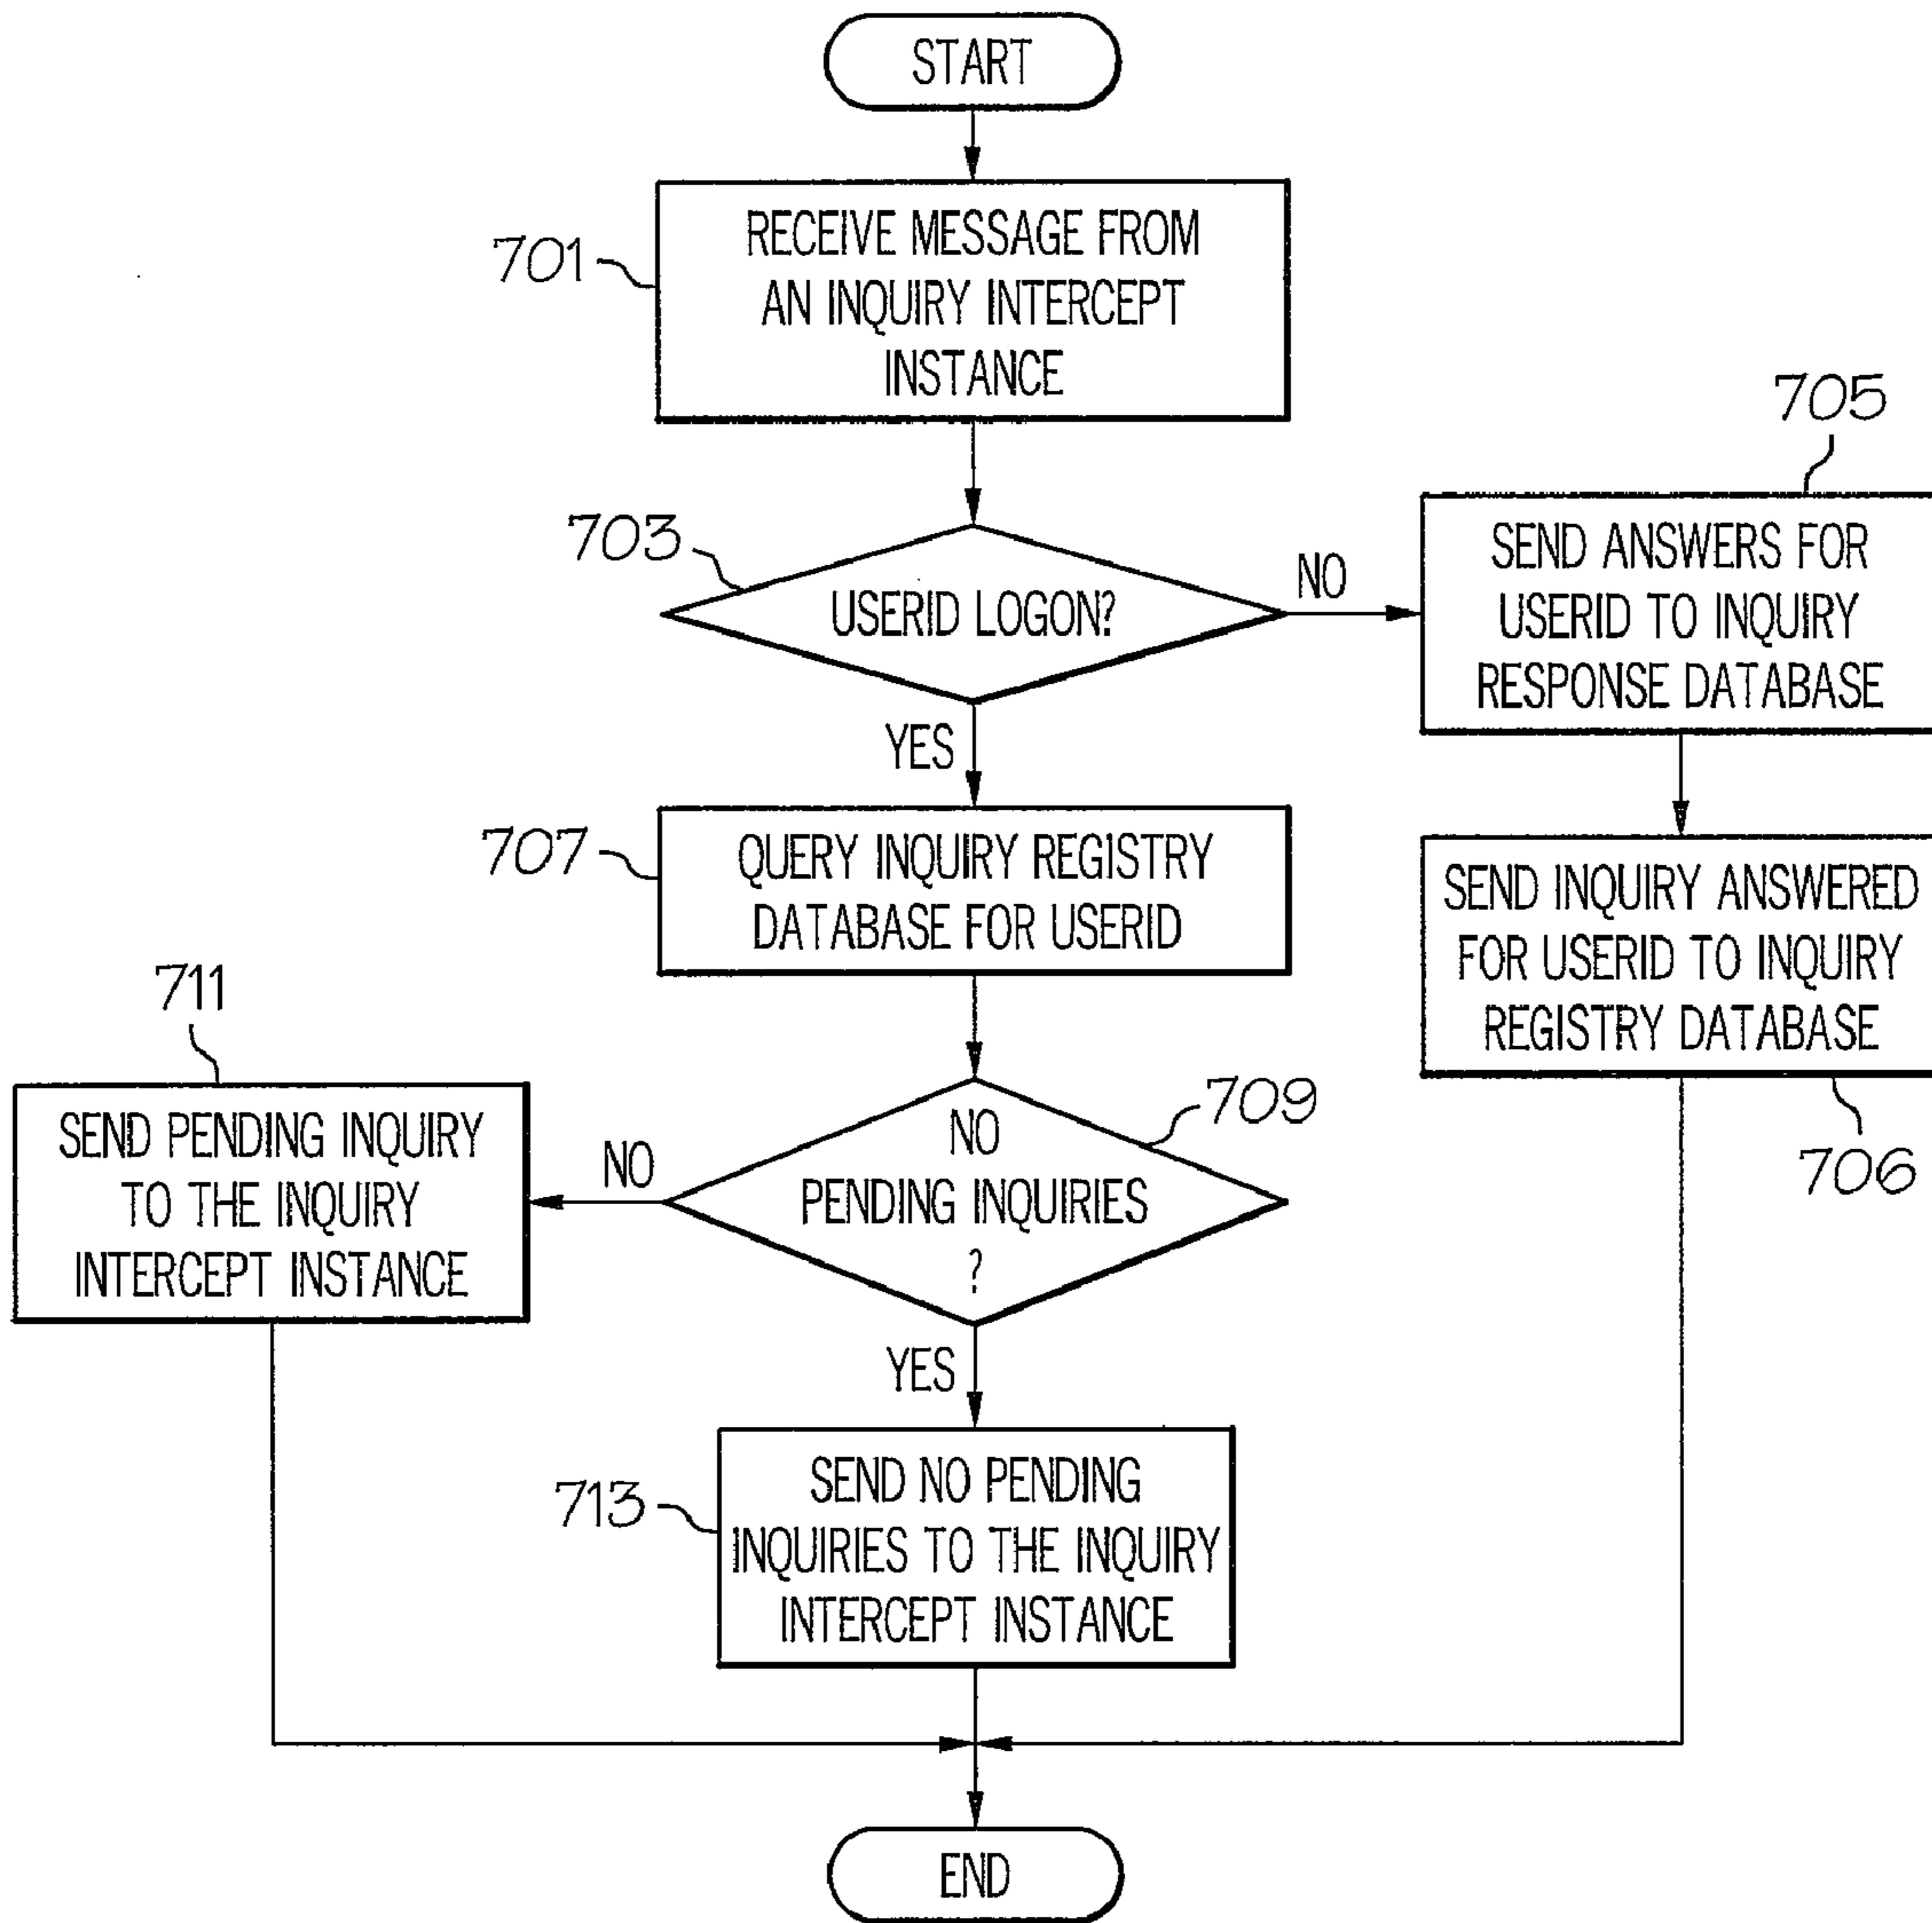 START
701
RECEIVE MESSAGE FROM
AN INQUIRY INTERCEPT
INSTANCE
703
USERID LOGON?
NO
705
SEND ANSWERS FOR
USERID TO INQUIRY
RESPONSE DATABASE
YES
707
QUERY INQUIRY REGISTRY
DATABASE FOR USERID
SEND INQUIRY ANSWERED
FOR USERID TO INQUIRY
REGISTRY DATABASE
706
711
SEND PENDING INQUIRY
TO THE INQUIRY
INTERCEPT INSTANCE
NO
709
NO
PENDING INQUIRIES
?
YES
713
SEND NO PENDING
INQUIRIES TO THE INQUIRY
INTERCEPT INSTANCE
END